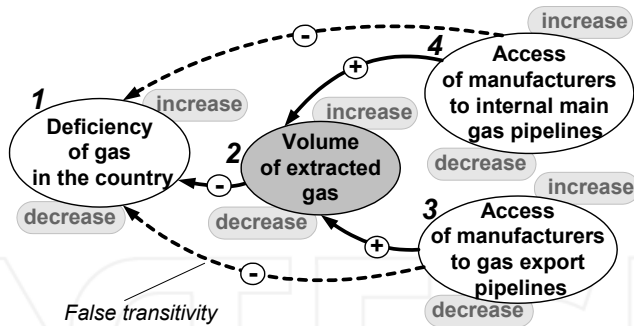 increase
-
4
Access
of manufacturers
to internal main
gas pipelines
decrease
+
1
increase
Deficiency
of gas
in the country
decrease
increase
2
Volume
of extracted
gas
decrease
-
increase
3
Access
of manufacturers
to gas export
pipelines
decrease
+
-
False transitivity